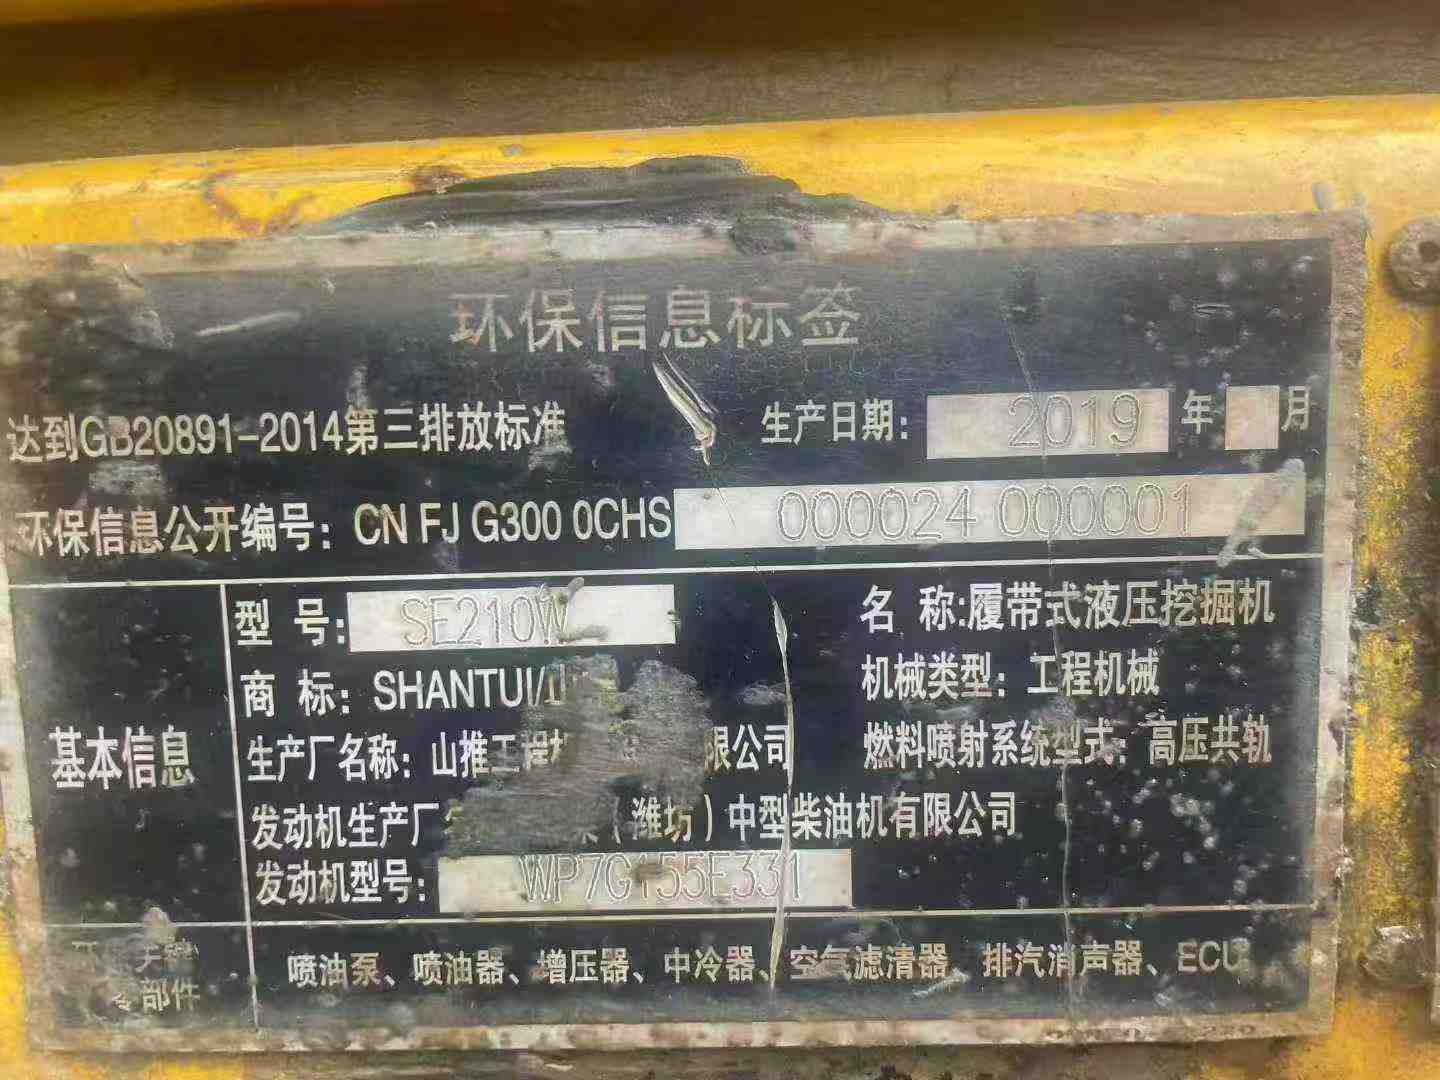 环保信息标签
达到GB20891-2014第三排放标准 生产日期: 2019 年 月
环保信息公开编号: CN FJ G300 0CHS 000024 000001
型 号: SE210W 名 称:履带式液压挖掘机
商 标: SHANTUI/山 机械类型: 工程机械
基本信息
生产厂名称: 山推工程机 限公司 燃料喷射系统型式: 高压共轨
发动机生产厂 (潍坊)中型柴油机有限公司
发动机型号: WP7G155E331
关键
部件 喷油泵、喷油器、增压器、中冷器、空气滤清器、排汽消声器、ECU